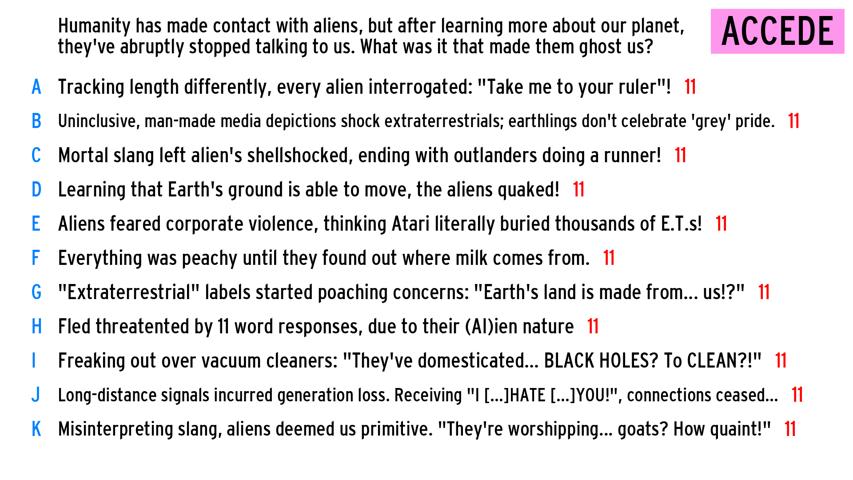 Humanity has made contact with aliens, but after learning more about our planet,
they've abruptly stopped talking to us. What was it that made them ghost us?
ACCEDE
A Tracking length differently, every alien interrogated: "Take me to your ruler"! 11
B Uninclusive, man-made media depictions shock extraterrestrials; earthlings don't celebrate 'grey' pride. 11
C Mortal slang left alien's shellshocked, ending with outlanders doing a runner! 11
D Learning that Earth's ground is able to move, the aliens quaked! 11
E Aliens feared corporate violence, thinking Atari literally buried thousands of E.T.s! 11
F Everything was peachy until they found out where milk comes from. 11
G "Extraterrestrial" labels started poaching concerns: "Earth's land is made from... us!?" 11
H Fled threatented by 11 word responses, due to their (AI)ien nature 11
I Freaking out over vacuum cleaners: "They've domesticated... BLACK HOLES? To CLEAN?!" 11
J Long-distance signals incurred generation loss. Receiving "I [...]HATE [...]YOU!", connections ceased... 11
K Misinterpreting slang, aliens deemed us primitive. "They're worshipping... goats? How quaint!" 11